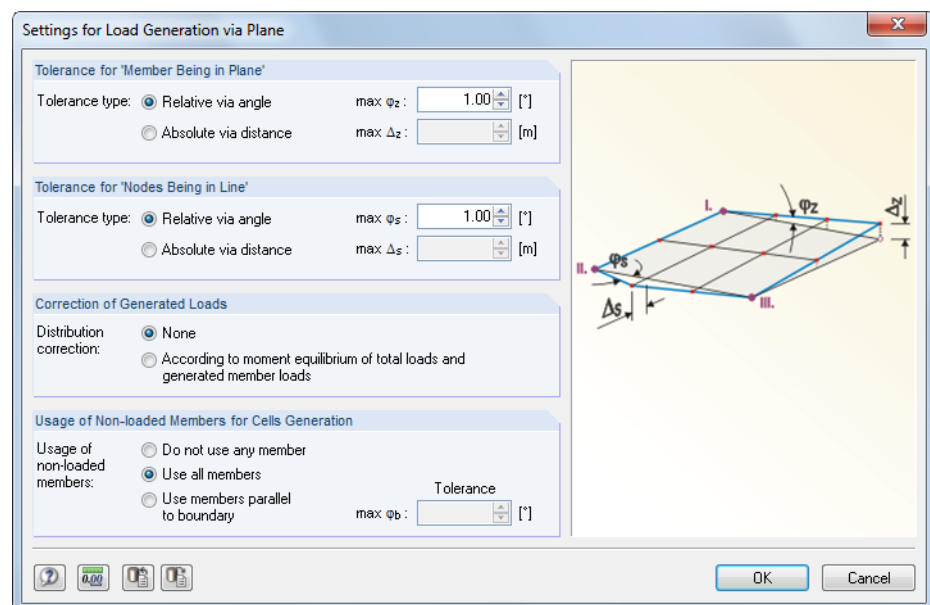 Settings for Load Generation via Plane
X
Tolerance for 'Member Being in Plane'
Tolerance type: Relative via angle max φz : 1.00 [°]
Absolute via distance max Δz : [m]
Tolerance for 'Nodes Being in Line'
Tolerance type: Relative via angle max φs : 1.00 [°]
Absolute via distance max Δs : [m]
Correction of Generated Loads
Distribution
correction:
None
According to moment equilibrium of total loads and
generated member loads
Usage of Non-loaded Members for Cells Generation
Usage of
non-loaded
members:
Do not use any member
Use all members
Use members parallel
to boundary
Tolerance
max φb : [°]
I.
φz
Δz
II.
φs
Δs
III.
?
0.00
OK
Cancel